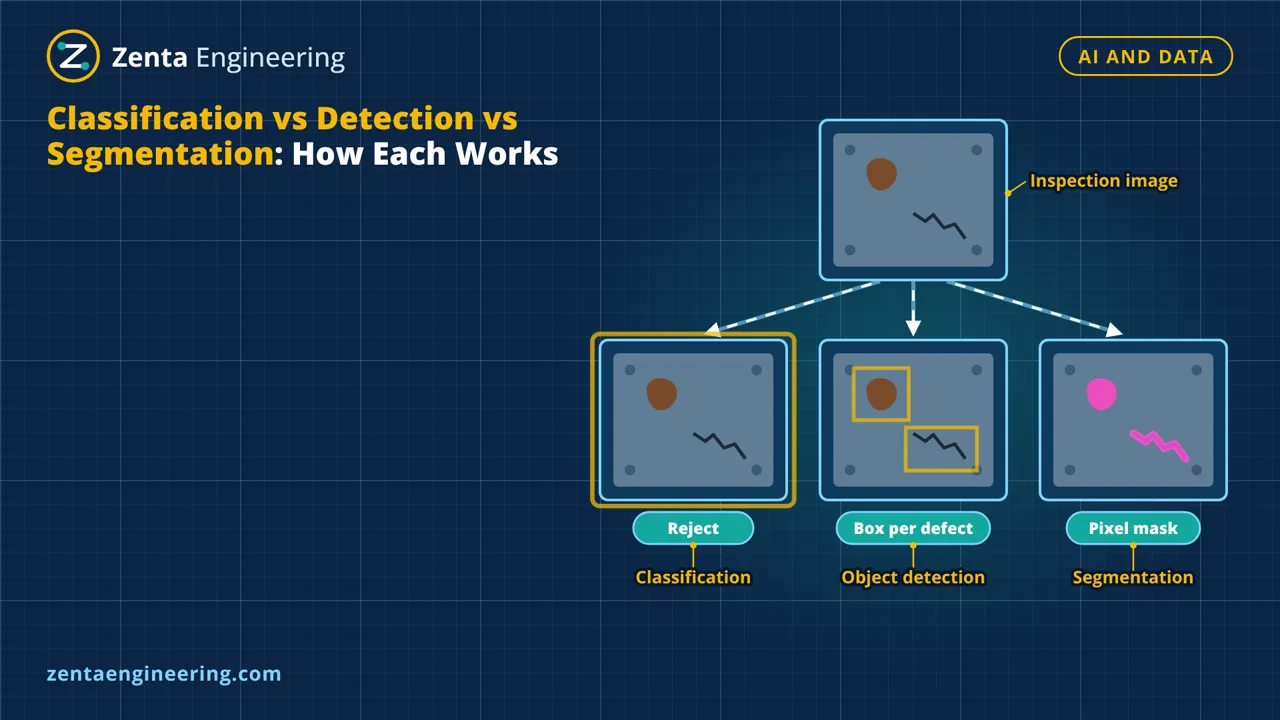 Zenta Engineering
AI AND DATA
Classification vs Detection vs
Segmentation: How Each Works
Inspection image
Reject
Box per defect
Pixel mask
Classification
Object detection
Segmentation
zentaengineering.com